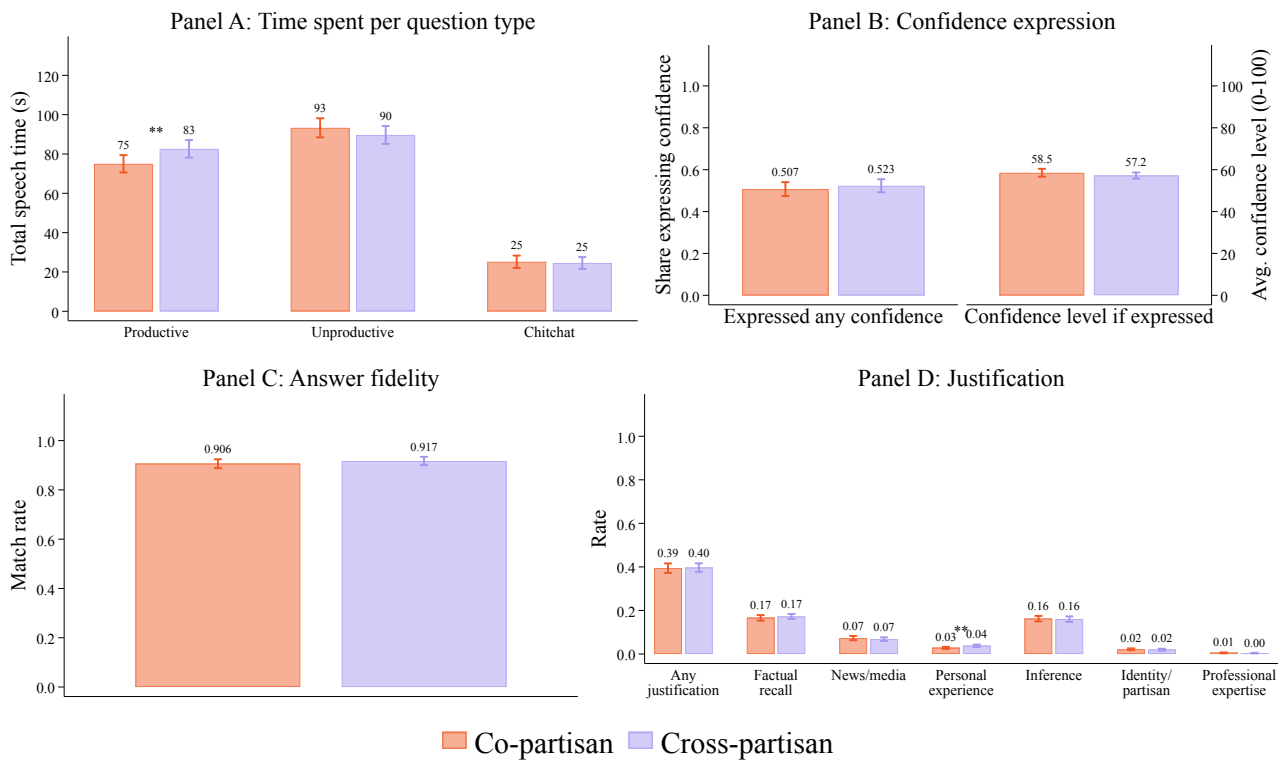 Panel A: Time spent per question type
Total speech time (s)
120
100
80
60
40
20
0
75
**
83
93
90
25
25
Productive
Unproductive
Chitchat
Panel B: Confidence expression
Share expressing confidence
1.0
0.8
0.6
0.4
0.2
0.0
0.507
0.523
58.5
57.2
100
80
60
40
20
0
Avg. confidence level (0-100)
Expressed any confidence
Confidence level if expressed
Panel C: Answer fidelity
Match rate
1.0
0.8
0.6
0.4
0.2
0.0
0.906
0.917
Panel D: Justification
Rate
1.0
0.8
0.6
0.4
0.2
0.0
0.39
0.40
0.17
0.17
0.07
0.07
0.03
**
0.04
0.16
0.16
0.02
0.02
0.01
0.00
Any
justification
Factual
recall
News/media
Personal
experience
Inference
Identity/
partisan
Professional
expertise
Co-partisan
Cross-partisan